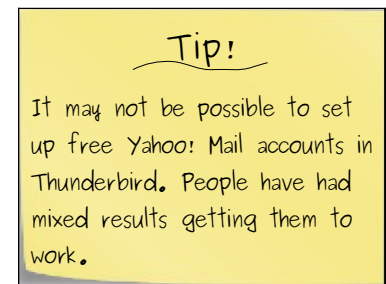 Tip!
It may not be possible to set
up free Yahoo! Mail accounts in
Thunderbird. People have had
mixed results getting them to
work.